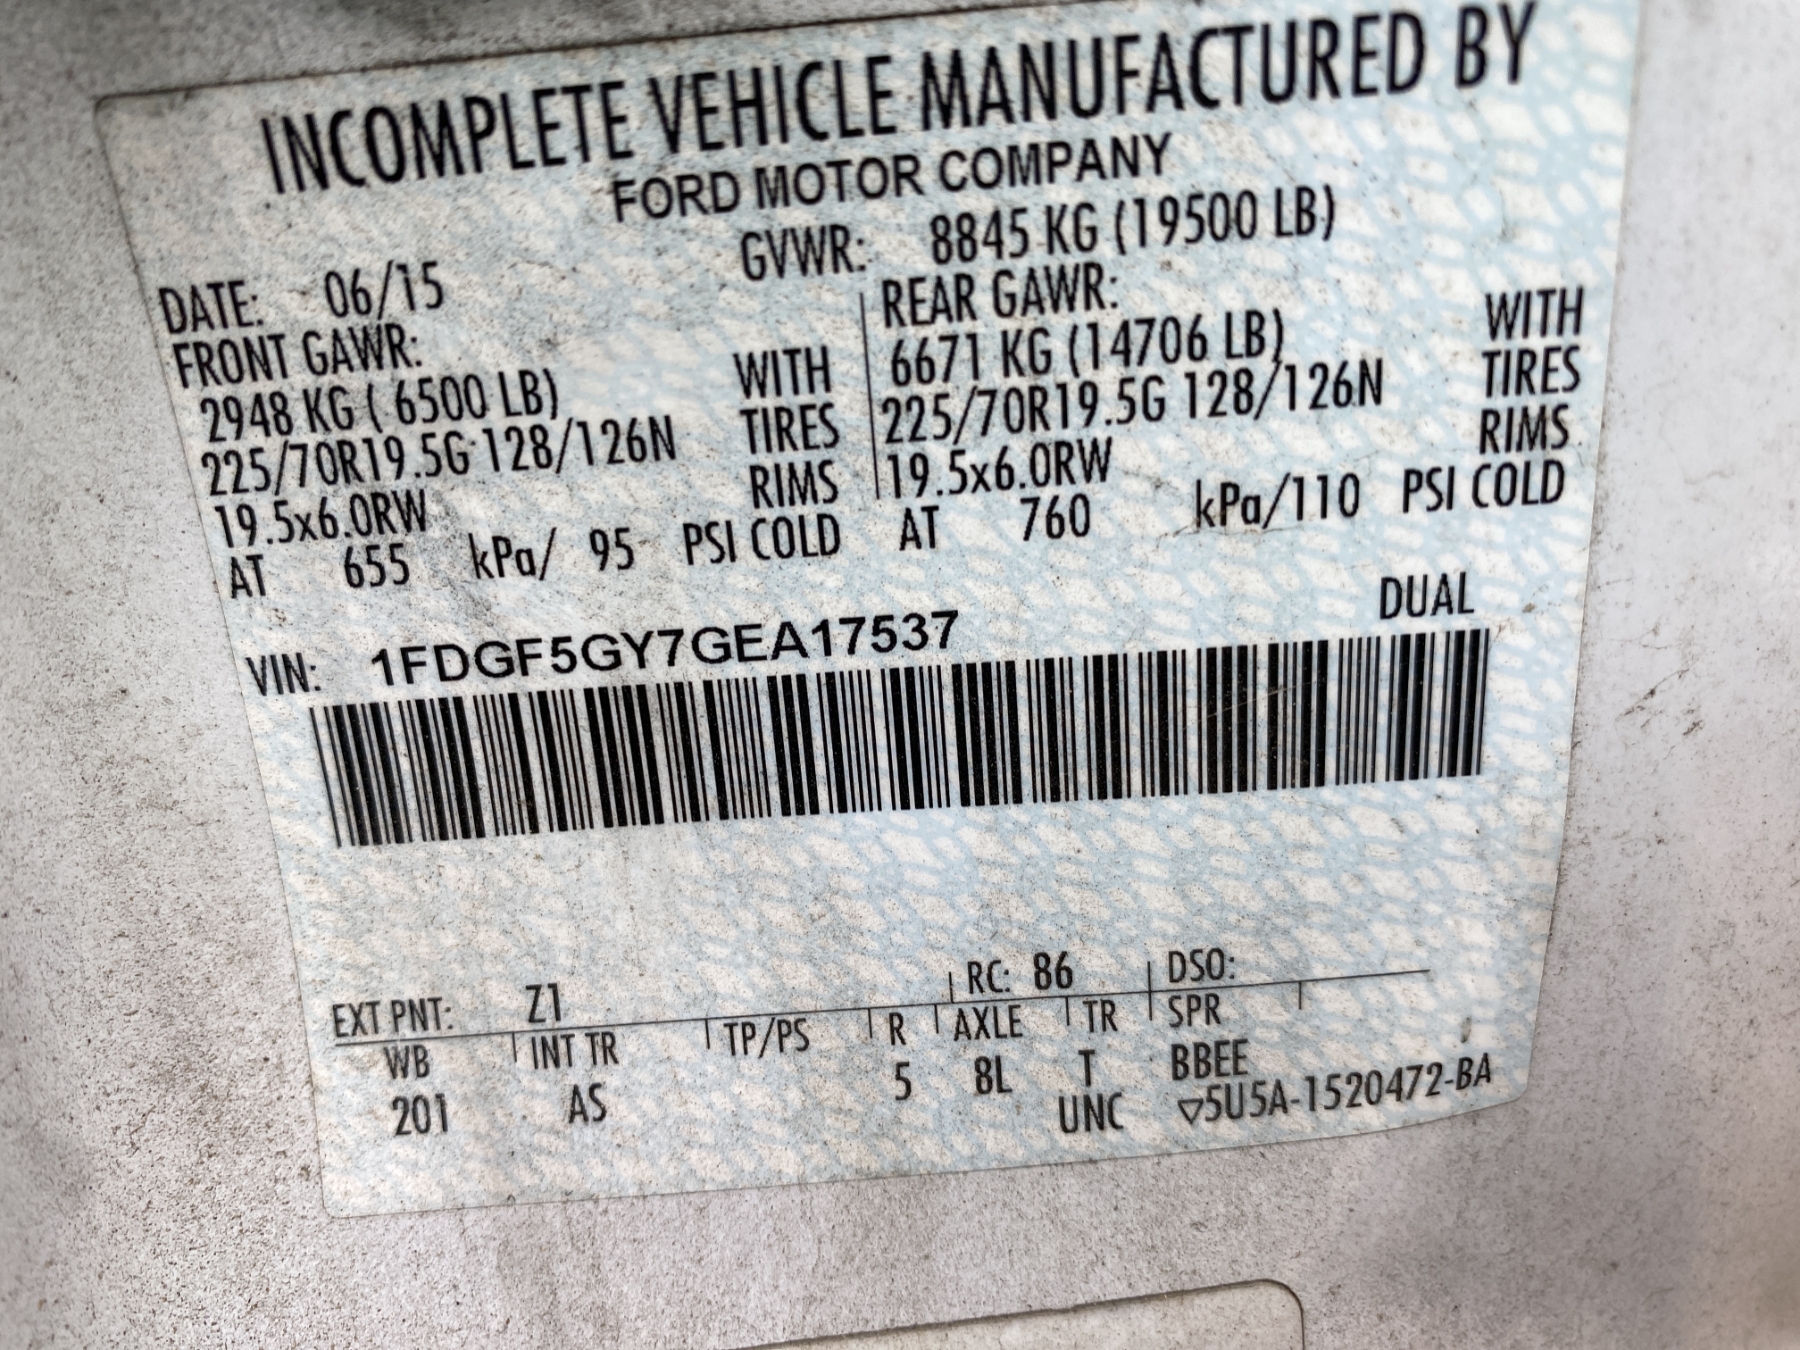 INCOMPLETE VEHICLE MANUFACTURED BY
FORD MOTOR COMPANY
DATE: 06/15 GVWR: 8845 KG (19500 LB)
FRONT GAWR: REAR GAWR:
2948 KG ( 6500 LB) WITH 6671 KG (14706 LB) WITH
225/70R19.5G 128/126N TIRES 225/70R19.5G 128/126N TIRES
19.5x6.0RW RIMS 19.5x6.0RW RIMS
AT 655 kPa/ 95 PSI COLD AT 760 kPa/110 PSI COLD
VIN: 1FDGF5GY7GEA17537 DUAL
EXT PNT: Z1 RC: 86 DSO:
WB INT TR TP/PS R AXLE TR SPR
201 AS 5 8L T BBEE
UNC ▽5U5A-1520472-BA